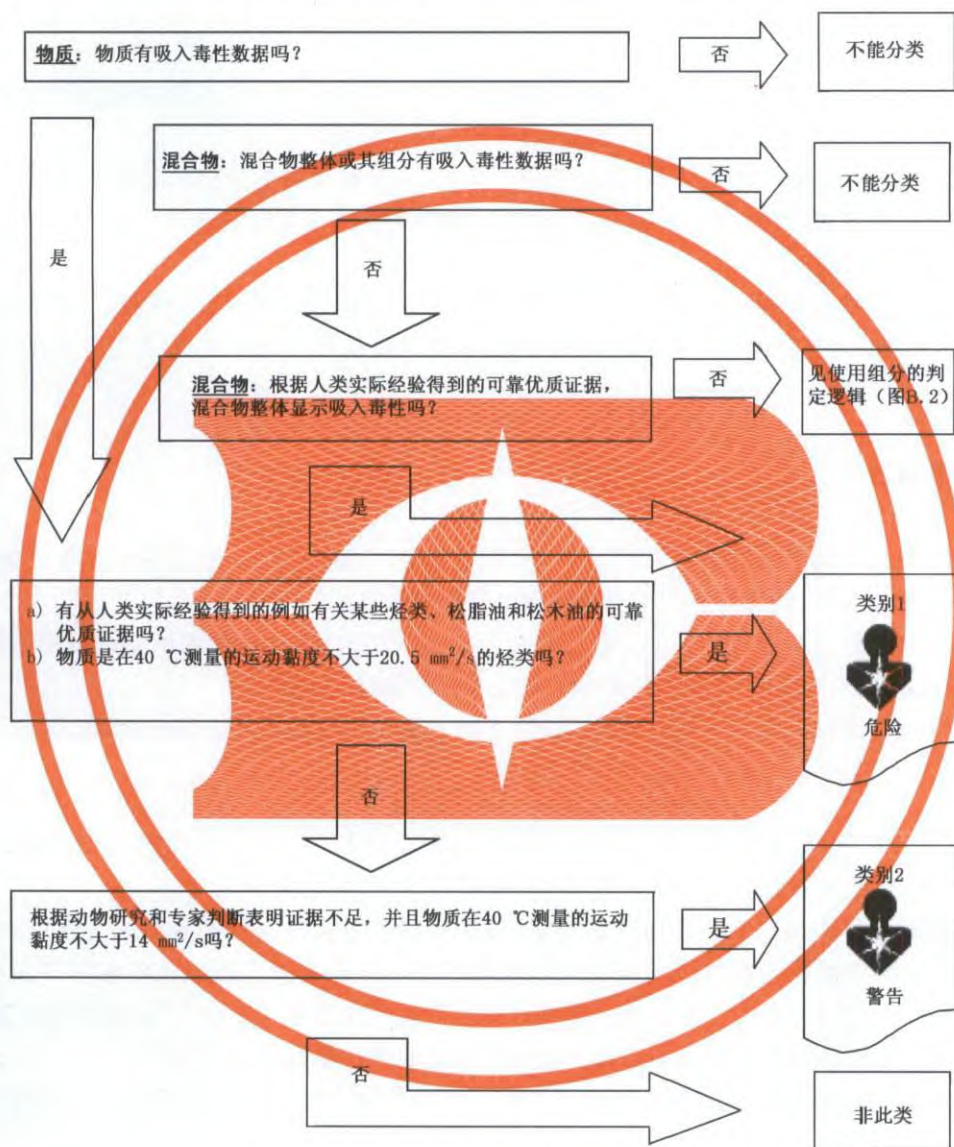 物质：物质有吸入毒性数据吗？
否
不能分类
混合物：混合物整体或其组分有吸入毒性数据吗？
否
不能分类
是
否
混合物：根据人类实际经验得到的可靠优质证据，
混合物整体显示吸入毒性吗？
否
见使用组分的判
定逻辑（图B.2）
是
a) 有从人类实际经验得到的例如有关某些烃类、松脂油和松木油的可靠
优质证据吗？
b) 物质是在40 ℃测量的运动黏度不大于20.5 mm²/s的烃类吗？
是
类别1
危险
否
根据动物研究和专家判断表明证据不足，并且物质在40 ℃测量的运动
黏度不大于14 mm²/s吗？
是
类别2
警告
否
非此类